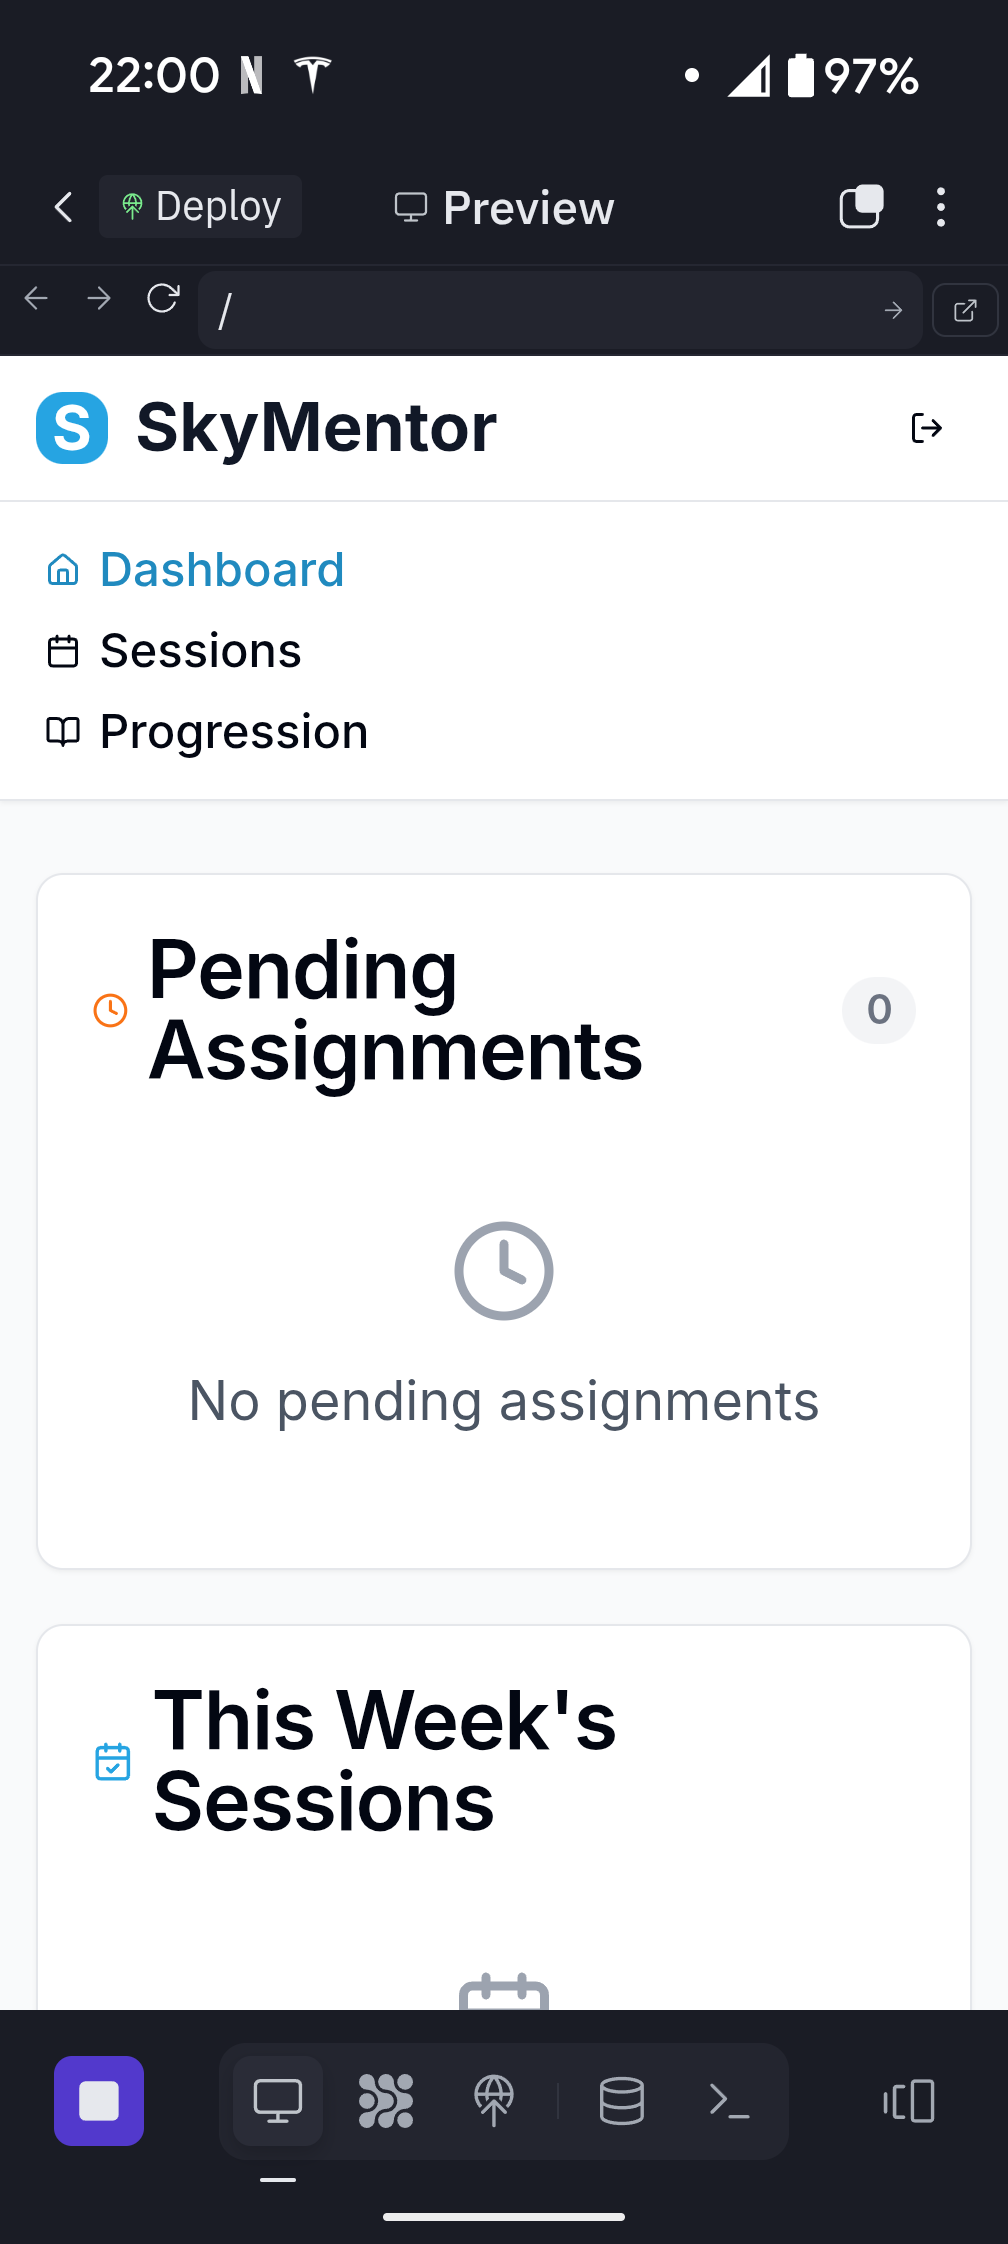 22:00
97%
Deploy
Preview
/
S SkyMentor
Dashboard
Sessions
Progression
Pending
Assignments
0
No pending assignments
This Week's
Sessions